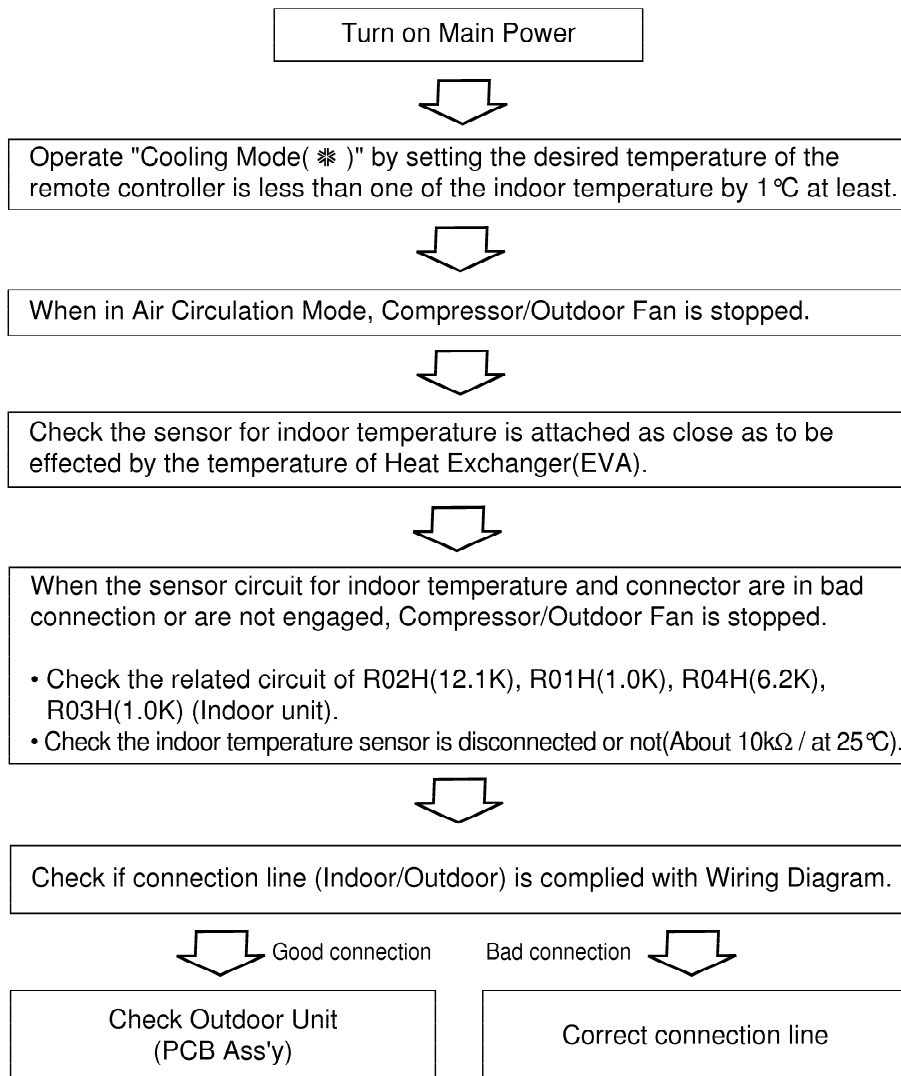 Turn on Main Power
Operate "Cooling Mode( ❋ )" by setting the desired temperature of the
remote controller is less than one of the indoor temperature by 1°C at least.
When in Air Circulation Mode, Compressor/Outdoor Fan is stopped.
Check the sensor for indoor temperature is attached as close as to be
effected by the temperature of Heat Exchanger(EVA).
When the sensor circuit for indoor temperature and connector are in bad
connection or are not engaged, Compressor/Outdoor Fan is stopped.
• Check the related circuit of R02H(12.1K), R01H(1.0K), R04H(6.2K),
R03H(1.0K) (Indoor unit).
• Check the indoor temperature sensor is disconnected or not(About 10kΩ / at 25°C).
Check if connection line (Indoor/Outdoor) is complied with Wiring Diagram.
Good connection
Bad connection
Check Outdoor Unit
(PCB Ass'y)
Correct connection line